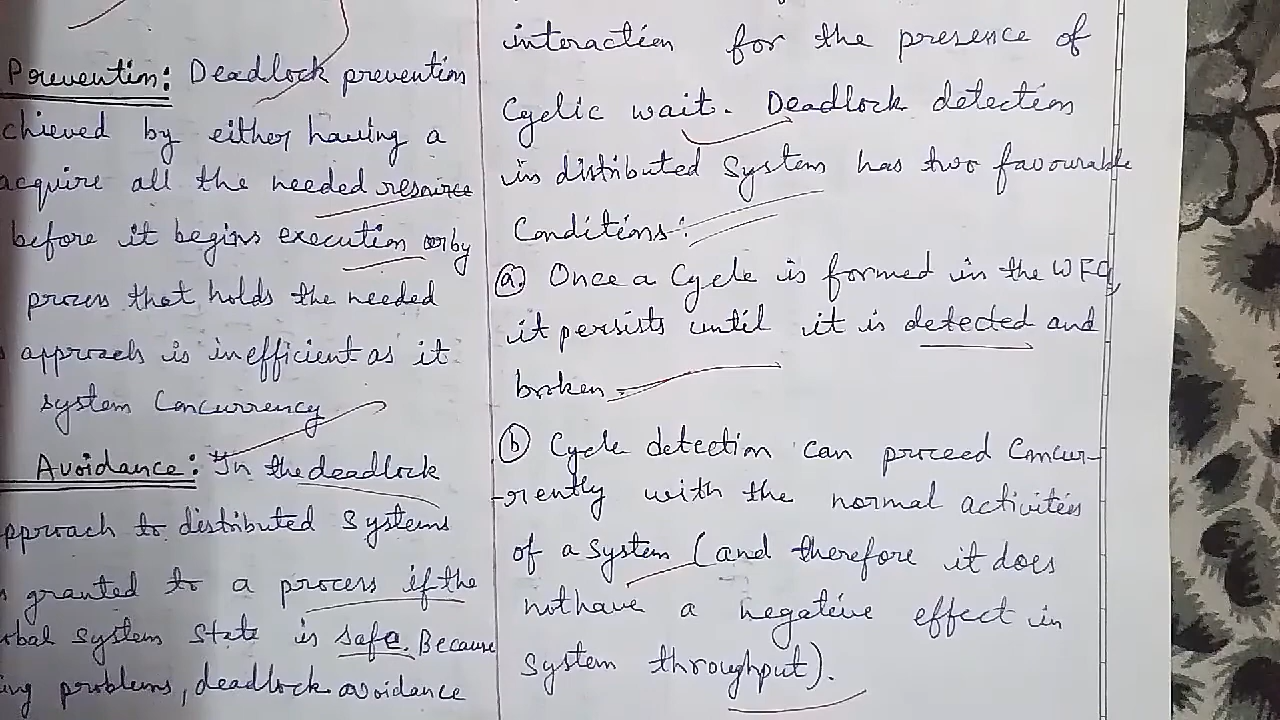 Prevention: Deadlock prevention
chieved by either having a
acquire all the needed resource
before it begins execution or by
process that holds the needed
approach is inefficient as it
system Concurrency
Avoidance: In the deadlock
pproach to distributed systems
granted to a process if the
obal system state is safe. Because
ing problems, deadlock avoidance
interaction for the presence of
Cyclic wait. Deadlock detection
in distributed system has two favourable
Conditions:
(a) Once a Cycle is formed in the WFG,
it persists until it is detected and
broken.
(b) Cycle detection can proceed Concur-
-rently with the normal activities
of a system (and therefore it does
not have a negative effect in
system throughput).